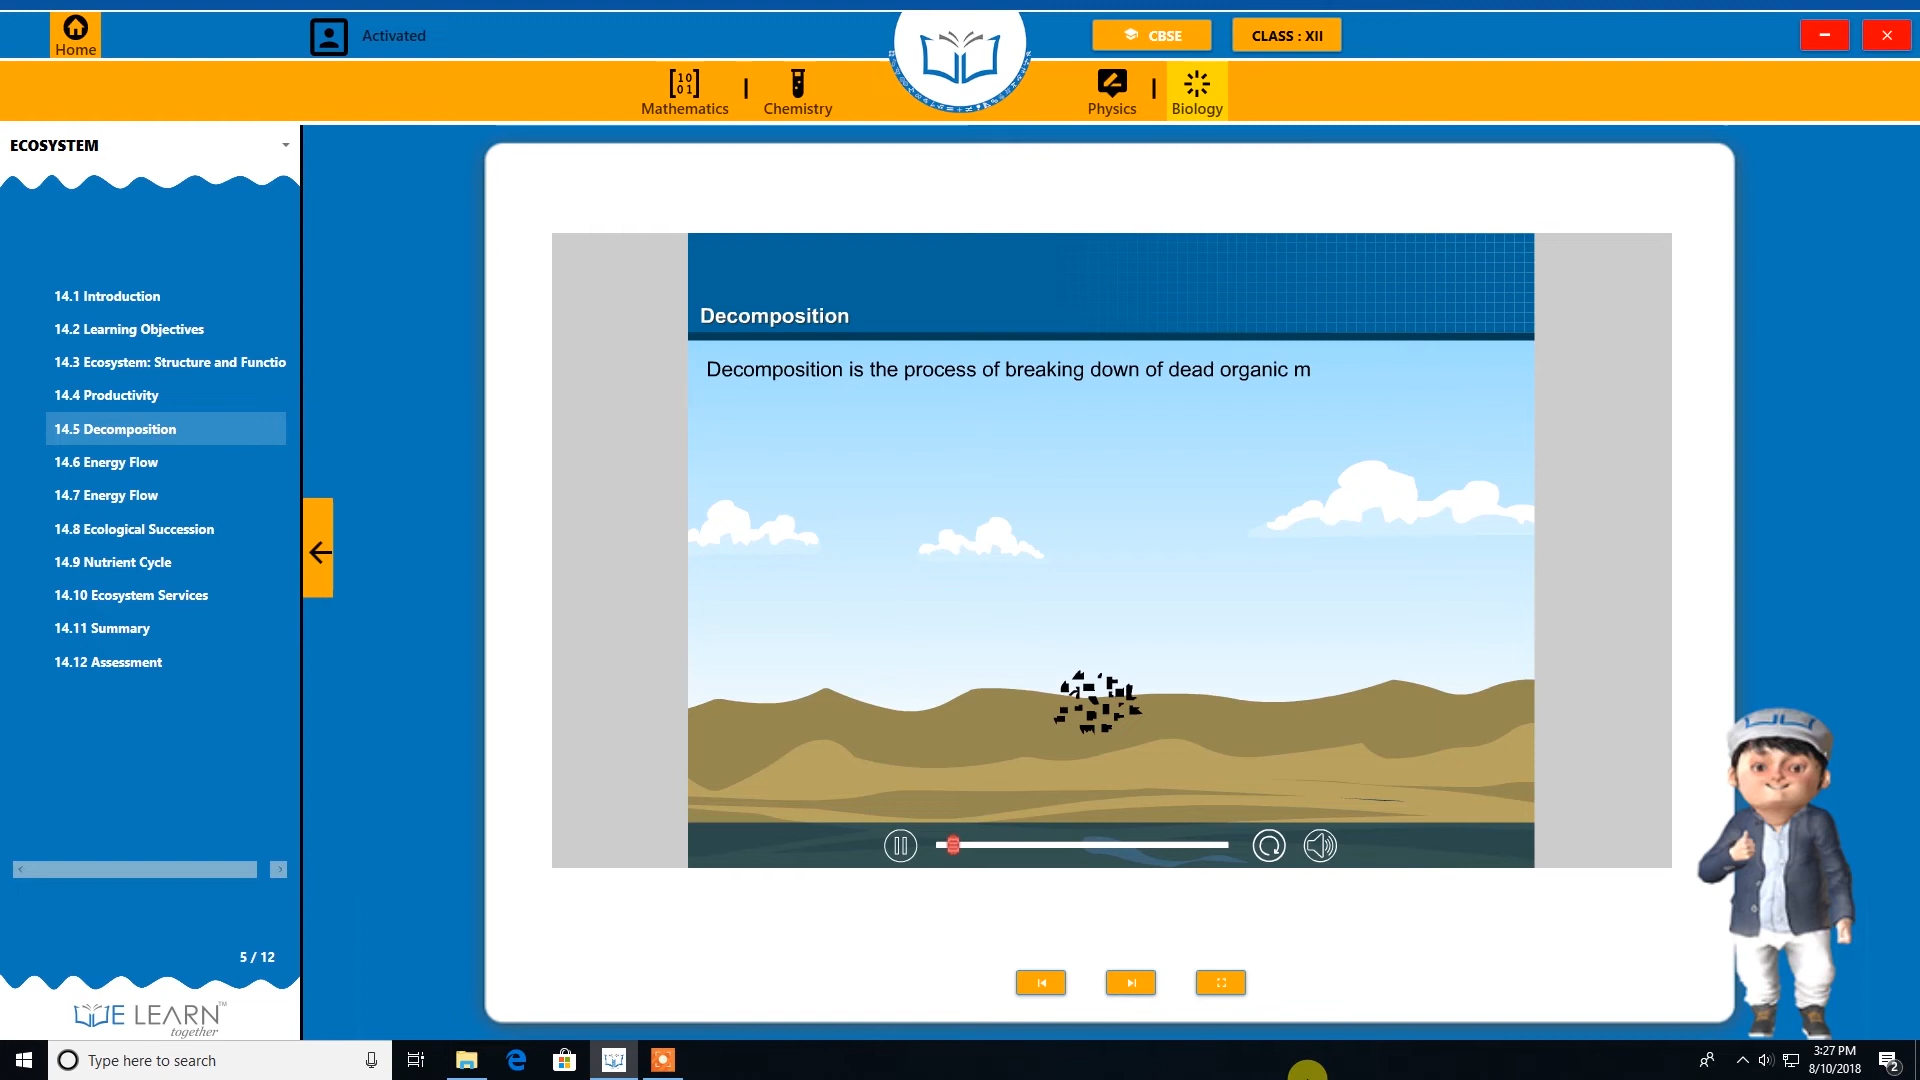 Home
Activated
CBSE
CLASS : XII
Mathematics
Chemistry
Physics
Biology
ECOSYSTEM
14.1 Introduction
14.2 Learning Objectives
14.3 Ecosystem: Structure and Functio
14.4 Productivity
14.5 Decomposition
14.6 Energy Flow
14.7 Energy Flow
14.8 Ecological Succession
14.9 Nutrient Cycle
14.10 Ecosystem Services
14.11 Summary
14.12 Assessment
5 / 12
Decomposition
Decomposition is the process of breaking down of dead organic m
WE LEARN™
together
Type here to search
3:27 PM
8/10/2018
2